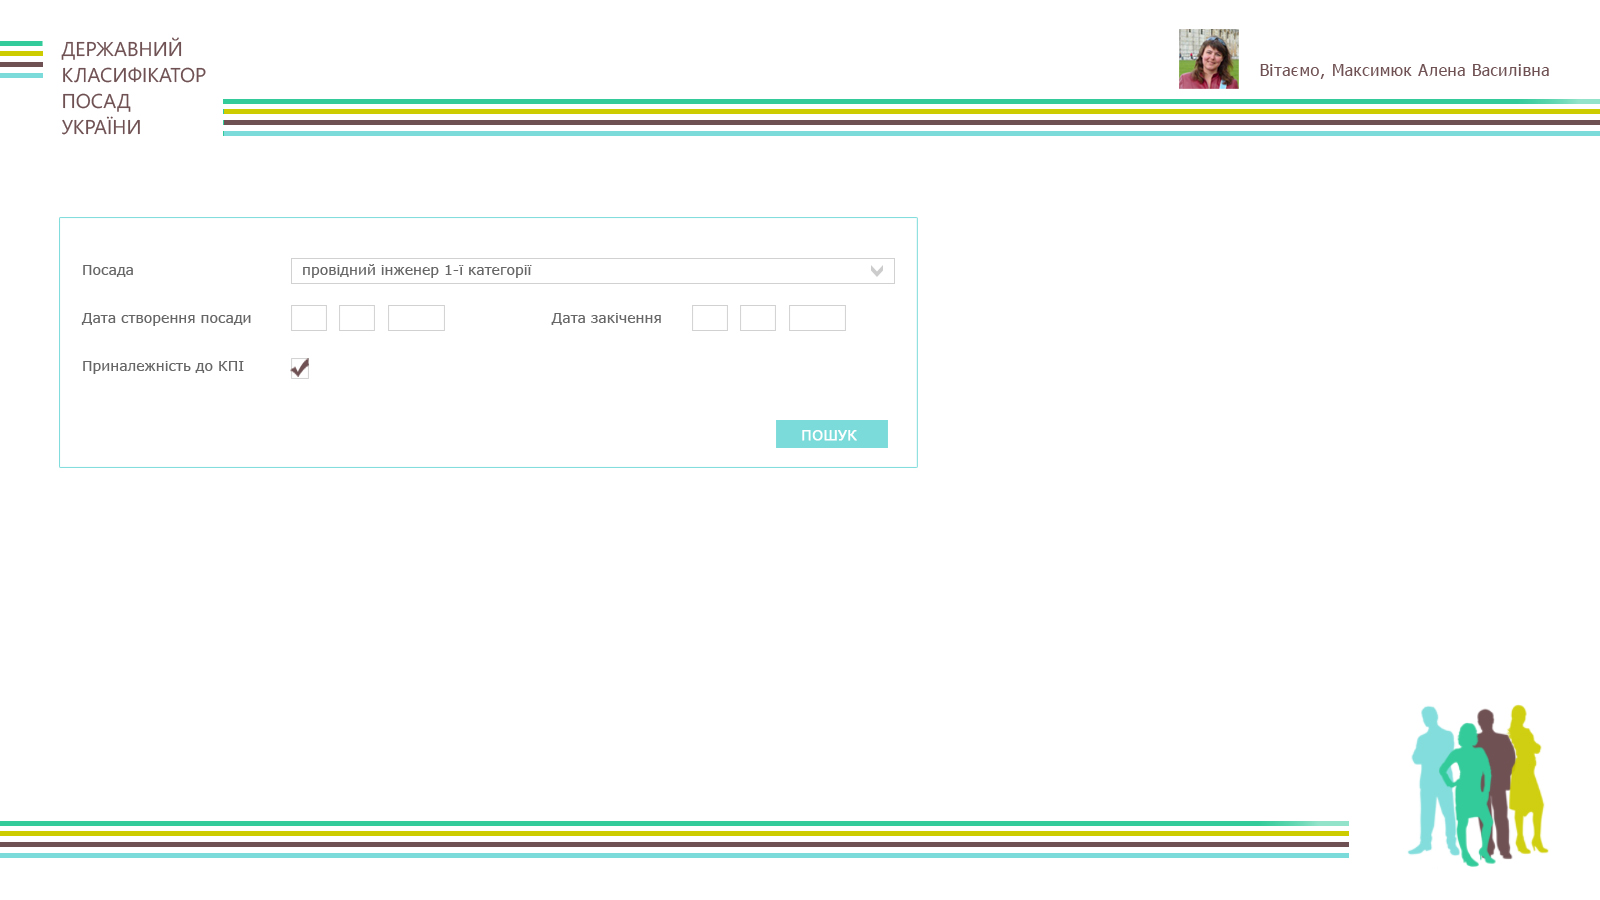 ДЕРЖАВНИЙ
КЛАСИФІКАТОР
ПОСАД
УКРАЇНИ
Вітаємо, Максимюк Алена Василівна
Посада
провідний інженер 1-ї категорії
Дата створення посади
Дата закічення
Приналежність до КПІ
ПОШУК